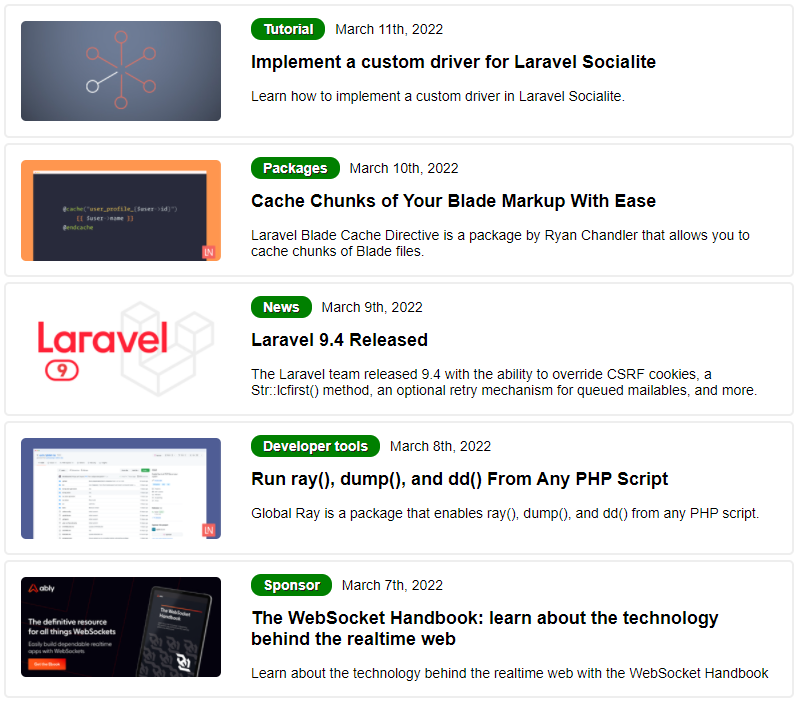 Tutorial March 11th, 2022
Implement a custom driver for Laravel Socialite
Learn how to implement a custom driver in Laravel Socialite.
@cache("user_profile_{$user->id}")
{{ $user->name }}
@endcache
LN
Packages March 10th, 2022
Cache Chunks of Your Blade Markup With Ease
Laravel Blade Cache Directive is a package by Ryan Chandler that allows you to
cache chunks of Blade files.
Laravel
9
News March 9th, 2022
Laravel 9.4 Released
The Laravel team released 9.4 with the ability to override CSRF cookies, a
Str::lcfirst() method, an optional retry mechanism for queued mailables, and more.
LN
Developer tools March 8th, 2022
Run ray(), dump(), and dd() From Any PHP Script
Global Ray is a package that enables ray(), dump(), and dd() from any PHP script.
ably
The definitive resource
for all things WebSockets
Easily build dependable realtime
apps with WebSockets
Get the Ebook
The WebSocket
Handbook
Sponsor March 7th, 2022
The WebSocket Handbook: learn about the technology
behind the realtime web
Learn about the technology behind the realtime web with the WebSocket Handbook